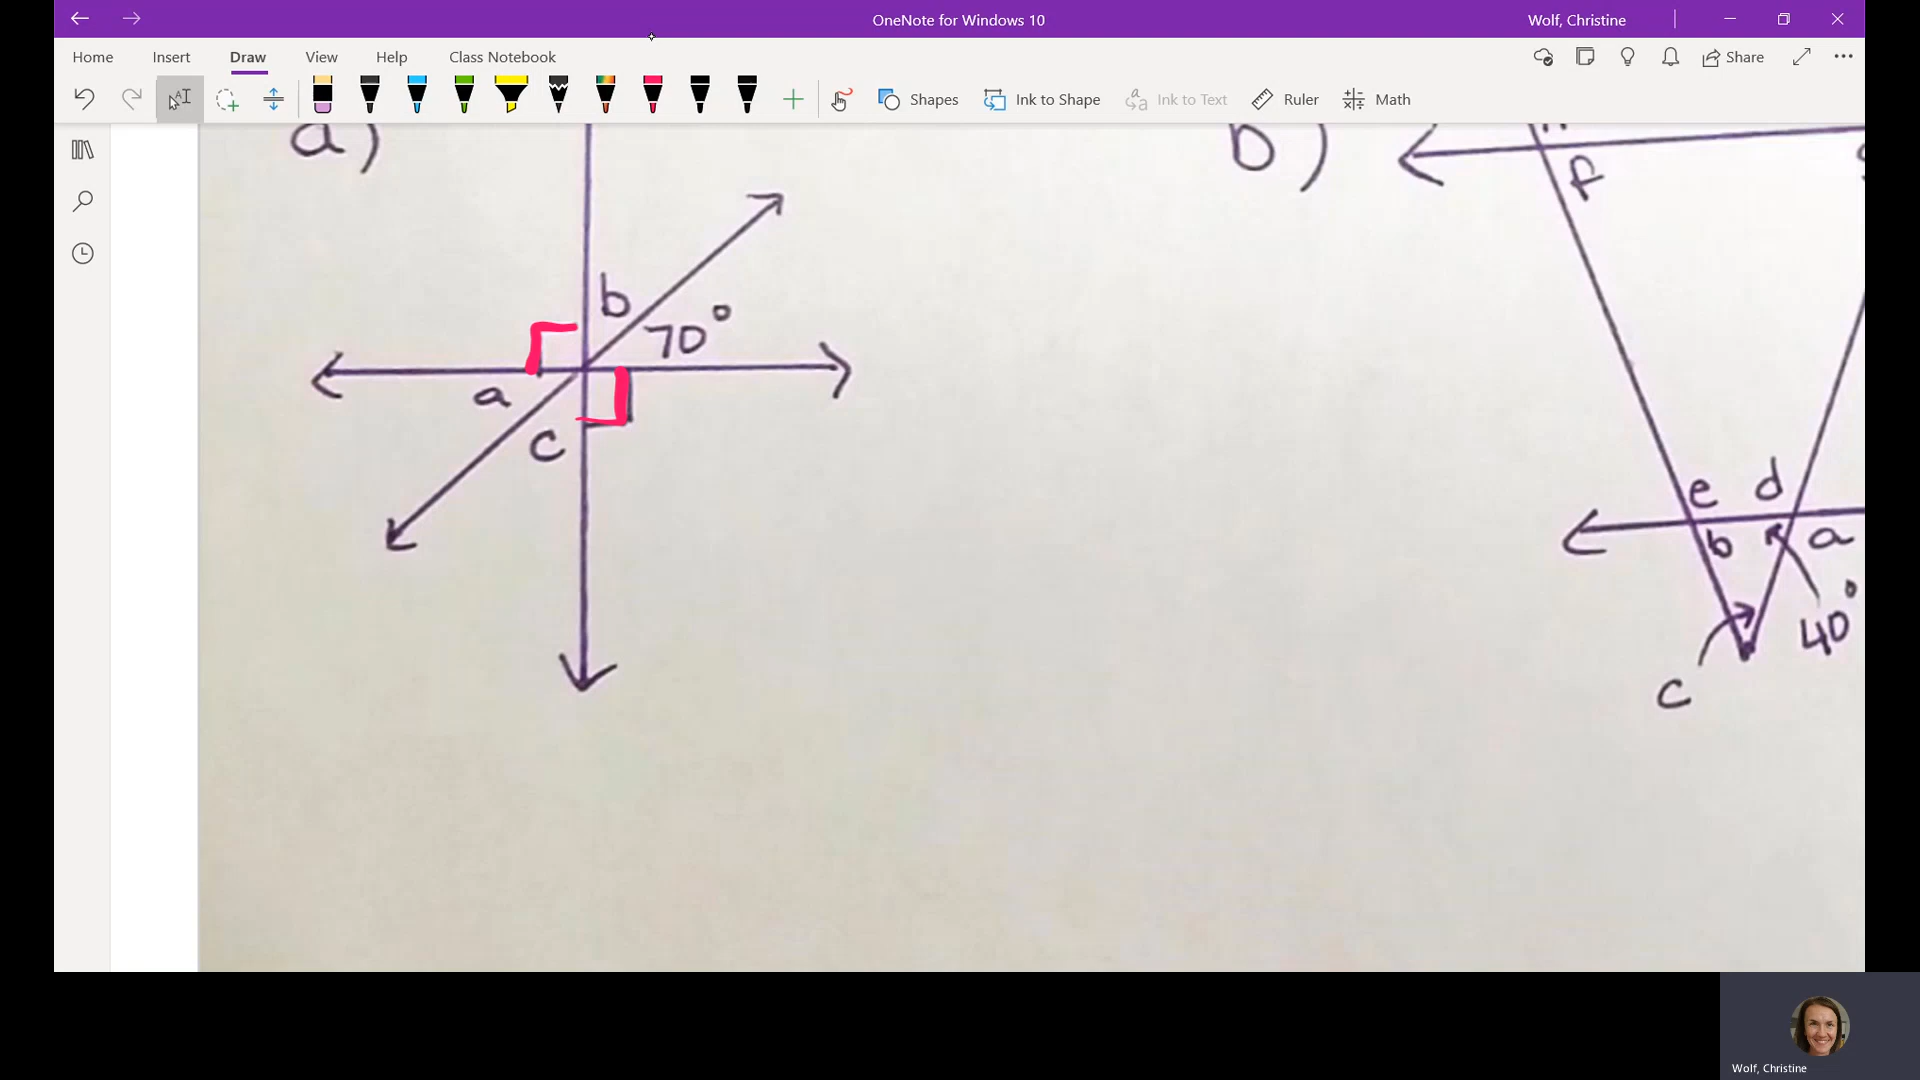 OneNote for Windows 10
Wolf, Christine
Home Insert Draw View Help Class Notebook
Share
Shapes
Ink to Shape
Ink to Text
Ruler
Math
a)
b
70°
a
c
b)
f
e d
b a
40°
c
Wolf, Christine